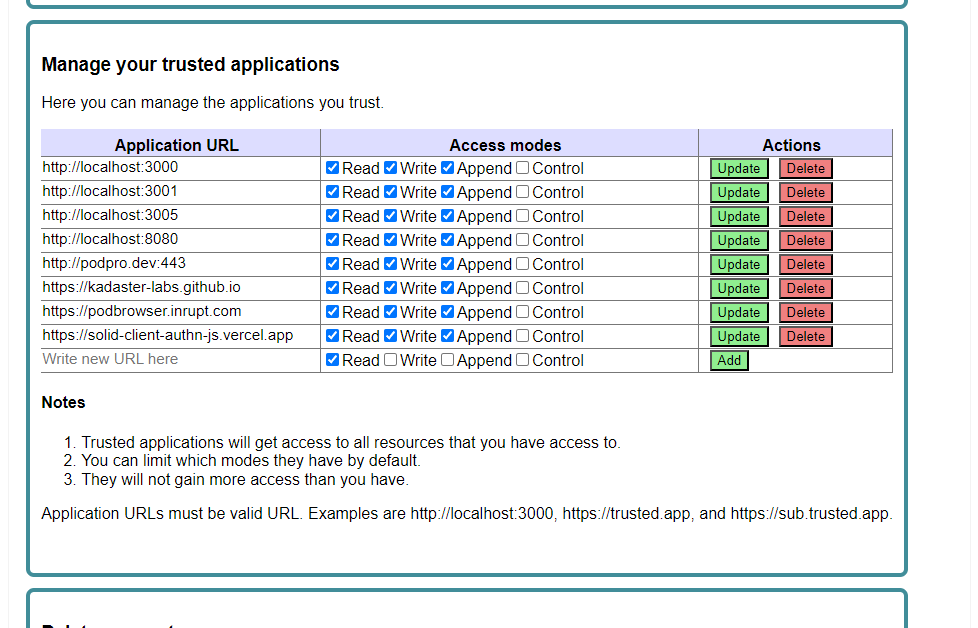 Manage your trusted applications
Here you can manage the applications you trust.
Application URL Access modes Actions
http://localhost:3000 Read Write Append Control Update Delete
http://localhost:3001 Read Write Append Control Update Delete
http://localhost:3005 Read Write Append Control Update Delete
http://localhost:8080 Read Write Append Control Update Delete
http://podpro.dev:443 Read Write Append Control Update Delete
https://kadaster-labs.github.io Read Write Append Control Update Delete
https://podbrowser.inrupt.com Read Write Append Control Update Delete
https://solid-client-authn-js.vercel.app Read Write Append Control Update Delete
Write new URL here Read Write Append Control Add
Notes
1. Trusted applications will get access to all resources that you have access to.
2. You can limit which modes they have by default.
3. They will not gain more access than you have.
Application URLs must be valid URL. Examples are http://localhost:3000, https://trusted.app, and https://sub.trusted.app.